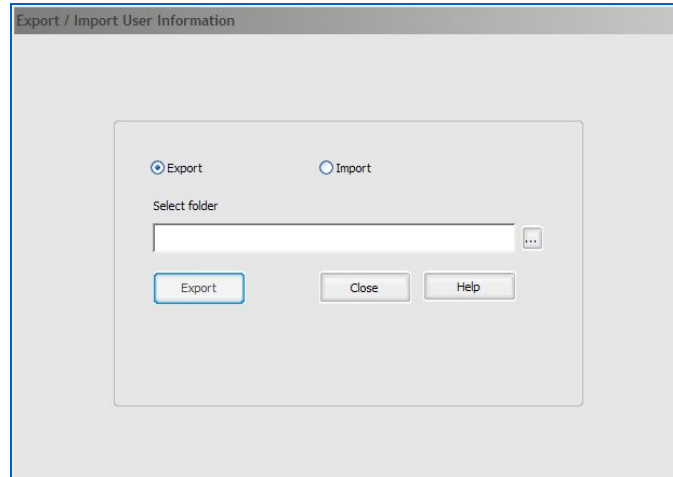 Export / Import User Information
Export Import
Select folder
...
Export Close Help